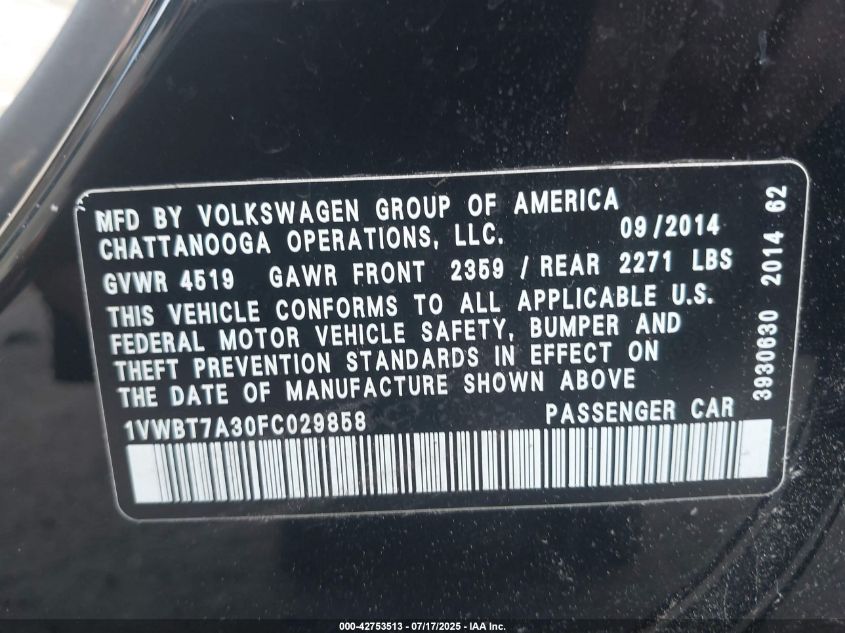 MFD BY VOLKSWAGEN GROUP OF AMERICA
CHATTANOOGA OPERATIONS, LLC. 09/2014
GVWR 4519 GAWR FRONT 2359 / REAR 2271 LBS
THIS VEHICLE CONFORMS TO ALL APPLICABLE U.S.
FEDERAL MOTOR VEHICLE SAFETY, BUMPER AND
THEFT PREVENTION STANDARDS IN EFFECT ON
THE DATE OF MANUFACTURE SHOWN ABOVE
1VWBT7A30FC029858 PASSENGER CAR
3930630 2014 62
000-42753513 - 07/17/2025 - IAA Inc.